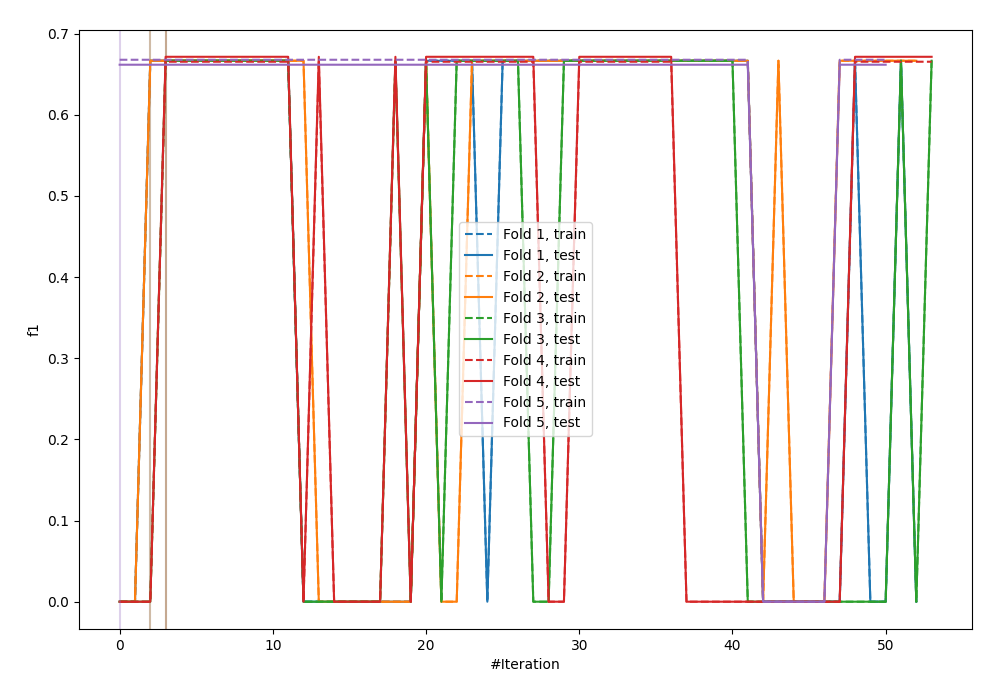 0.7
0.6
0.5
0.4
0.3
0.2
0.1
0.0
f1
Fold 1, train
Fold 1, test
Fold 2, train
Fold 2, test
Fold 3, train
Fold 3, test
Fold 4, train
Fold 4, test
Fold 5, train
Fold 5, test
0 10 20 30 40 50
#Iteration